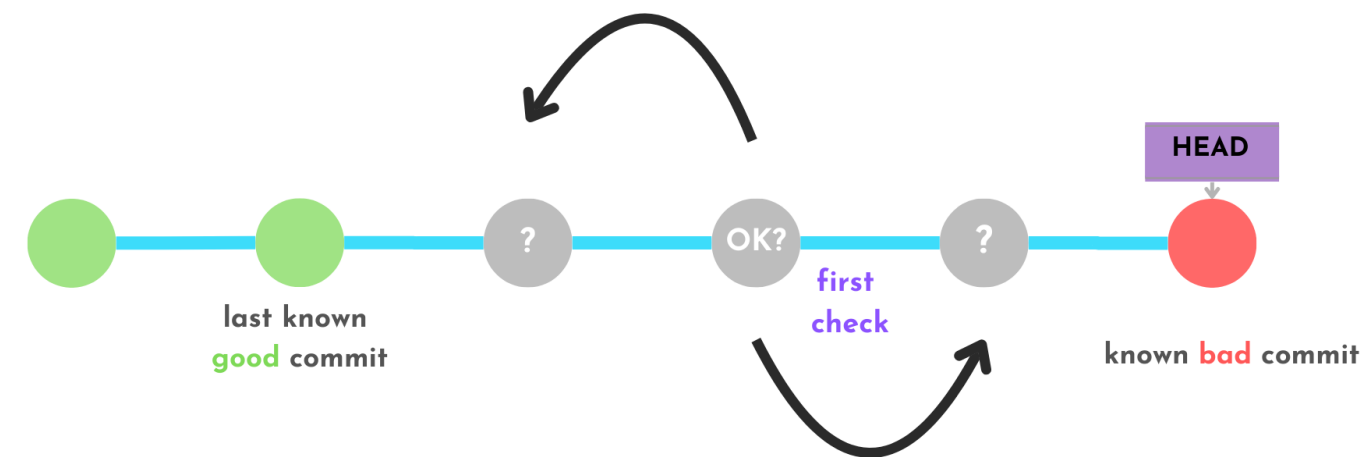 HEAD
?
OK?
?
first
check
last known
good commit
known bad commit